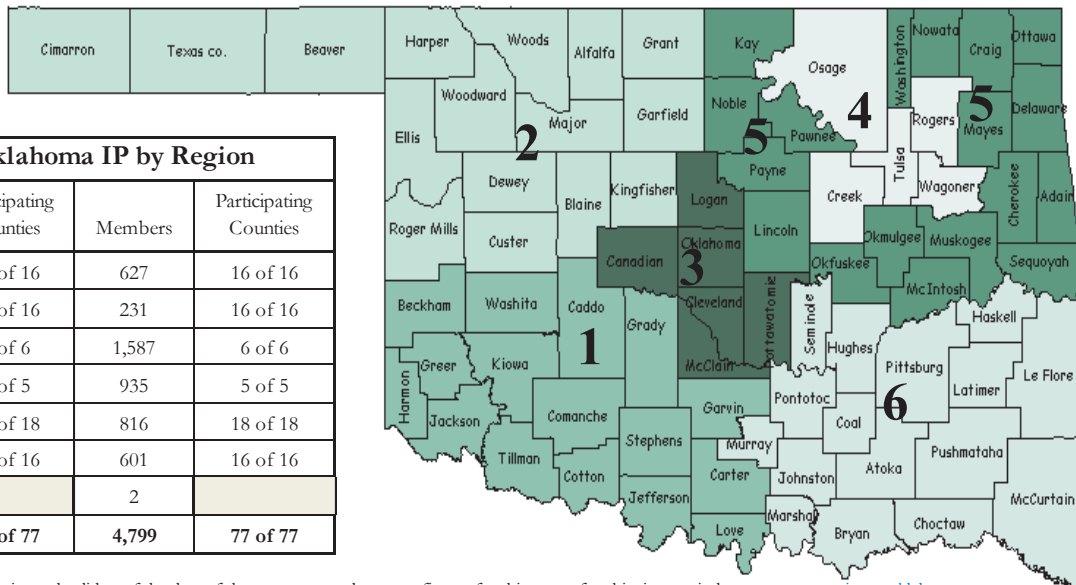 Oklahoma IP by Region
Members
Participating Counties
of 16 627 16 of 16
of 16 231 16 of 16
of 6 1,587 6 of 6
of 5 935 5 of 5
of 18 816 18 of 18
of 16 601 16 of 16
2
of 77 4,799 77 of 77
Cimarron Texas co. Beaver Harper Woods Alfalfa Grant Kay Osage Washington Nowata Craig Ottawa
Woodward Ellis Major Garfield Noble Pawnee Rogers Mayes Delaware
2 5 4 5
Roger Mills Dewey Blaine Kingfisher Logan Payne Creek Tulsa Wagoner Cherokee Adair
Custer Canadian Oklahoma Lincoln Okfuskee Okmulgee Muskogee Sequoyah
3
Beckham Washita Caddo Grady Cleveland Pottawatomie Seminole Hughes McIntosh Haskell
Harmon Greer Kiowa McClain Pontotoc Pittsburg Latimer Le Flore
1 6
Jackson Comanche Garvin Coal
Tillman Stephens Murray Atoka Pushmataha
Cotton Carter Johnston McCurtain
Jefferson Love Marshal Bryan Choctaw